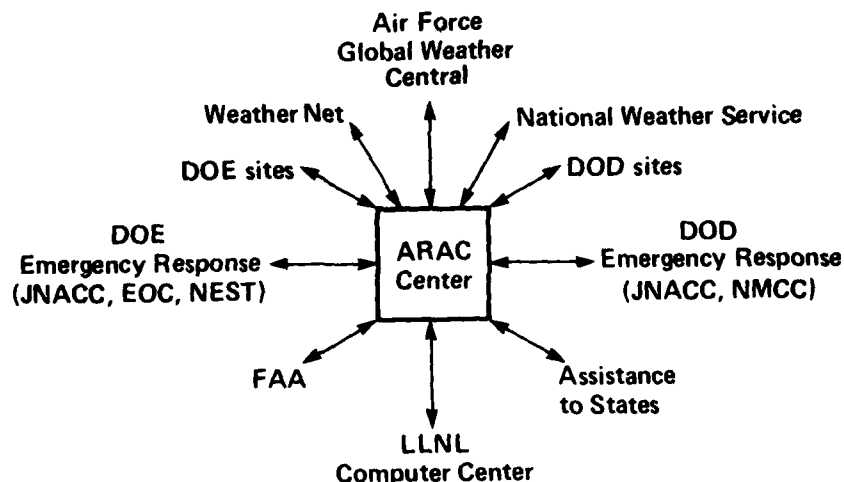 Air Force
Global Weather
Central
Weather Net
National Weather Service
DOE sites
DOD sites
DOE
Emergency Response
(JNACC, EOC, NEST)
ARAC
Center
DOD
Emergency Response
(JNACC, NMCC)
FAA
Assistance
to States
LLNL
Computer Center